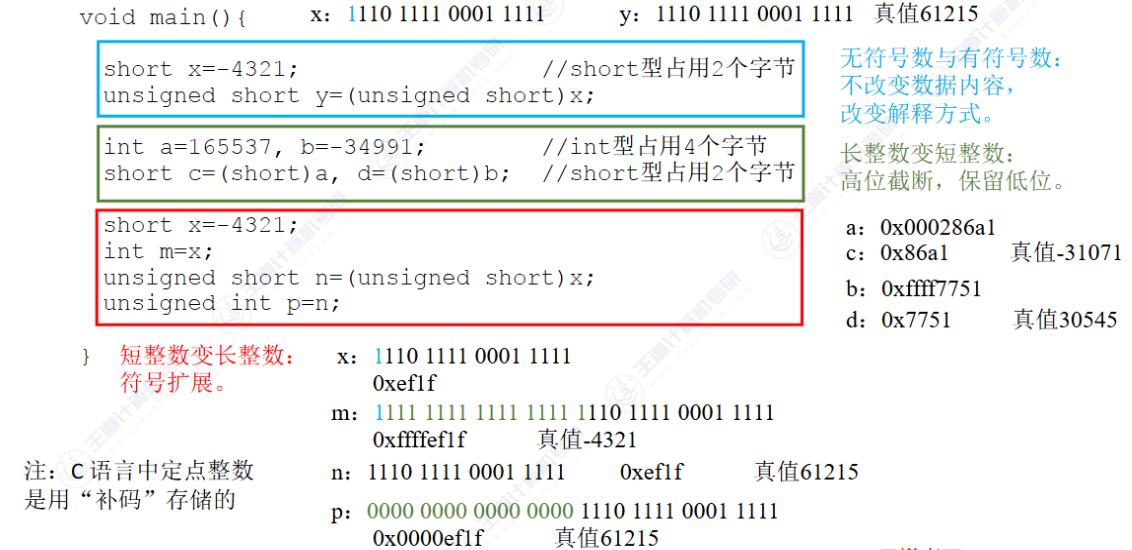 void main(){ x：1110 1111 0001 1111 y：1110 1111 0001 1111 真值61215
short x=-4321; //short型占用2个字节
unsigned short y=(unsigned short)x;
无符号数与有符号数：
不改变数据内容，
改变解释方式。
int a=165537, b=-34991; //int型占用4个字节
short c=(short)a, d=(short)b; //short型占用2个字节
长整数变短整数：
高位截断，保留低位。
short x=-4321;
int m=x;
unsigned short n=(unsigned short)x;
unsigned int p=n;
a：0x000286a1
c：0x86a1 真值-31071
b：0xffff7751
d：0x7751 真值30545
}
短整数变长整数：
符号扩展。
x：1110 1111 0001 1111
0xef1f
m：1111 1111 1111 1111 1110 1111 0001 1111
0xffffef1f 真值-4321
注：C 语言中定点整数
是用“补码”存储的
n：1110 1111 0001 1111 0xef1f 真值61215
p：0000 0000 0000 0000 1110 1111 0001 1111
0x0000ef1f 真值61215
王道计算机考研